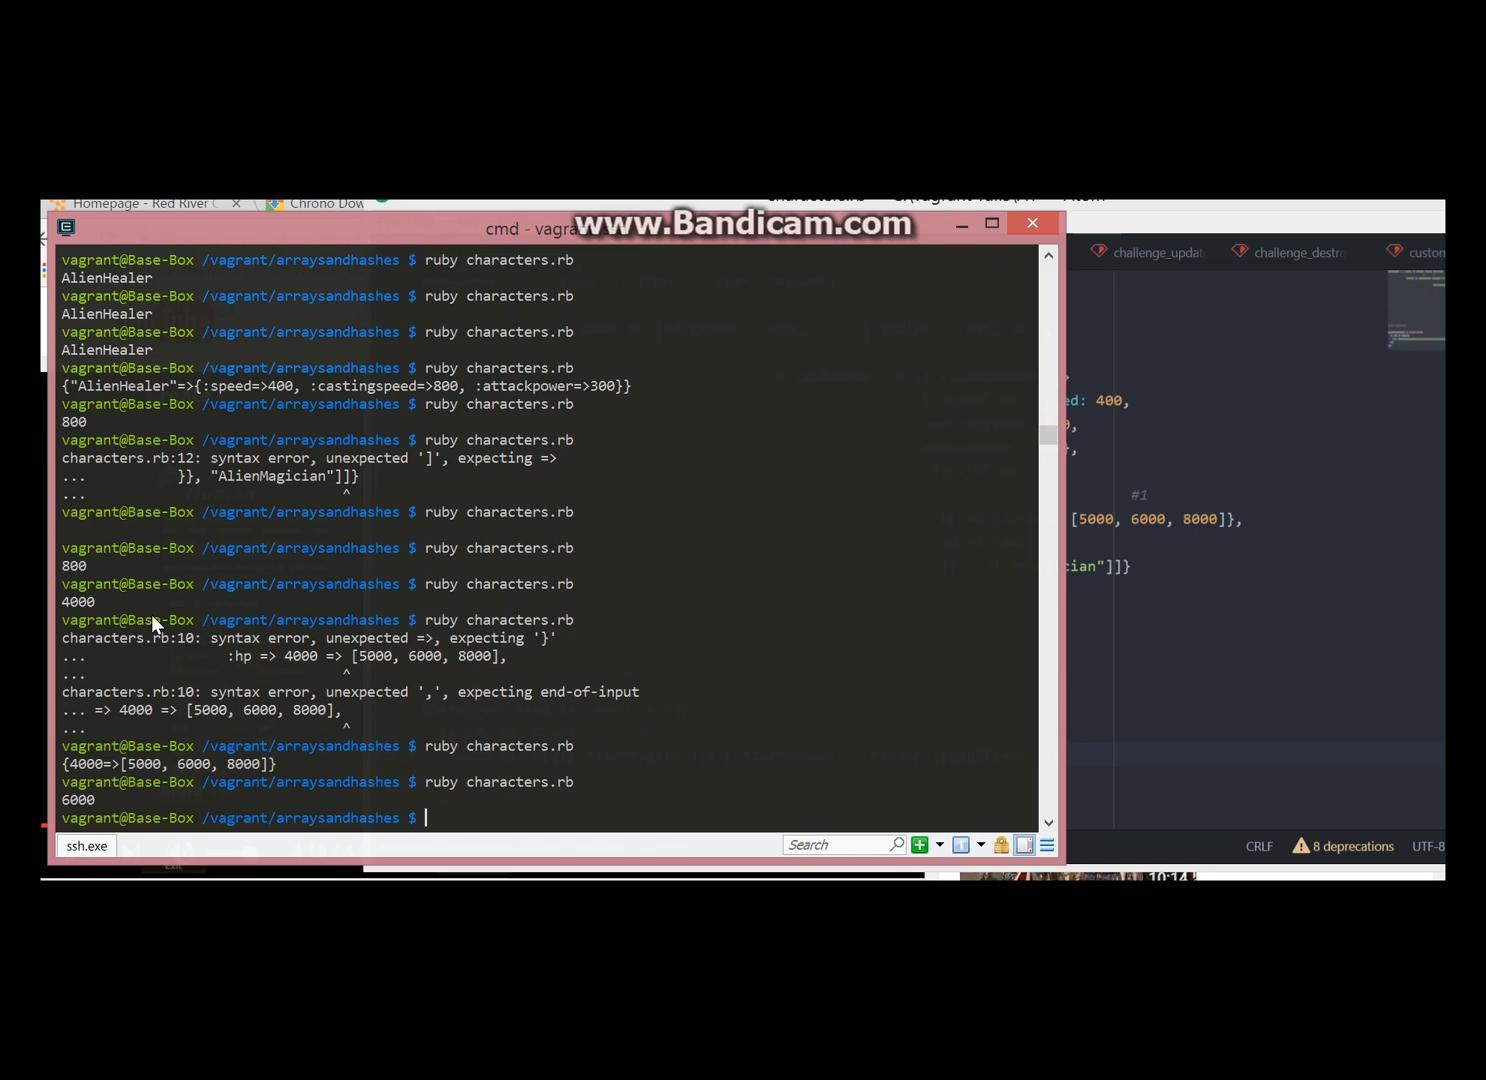 Homepage - Red River
Chrono Dow
www.Bandicam.com
cmd - vagra
vagrant@Base-Box /vagrant/arraysandhashes $ ruby characters.rb
AlienHealer
vagrant@Base-Box /vagrant/arraysandhashes $ ruby characters.rb
AlienHealer
vagrant@Base-Box /vagrant/arraysandhashes $ ruby characters.rb
AlienHealer
vagrant@Base-Box /vagrant/arraysandhashes $ ruby characters.rb
{"AlienHealer"=>{:speed=>400, :castingspeed=>800, :attackpower=>300}}
vagrant@Base-Box /vagrant/arraysandhashes $ ruby characters.rb
800
vagrant@Base-Box /vagrant/arraysandhashes $ ruby characters.rb
characters.rb:12: syntax error, unexpected ']', expecting =>
... }}, "AlienMagician"]]}
... ^
vagrant@Base-Box /vagrant/arraysandhashes $ ruby characters.rb
vagrant@Base-Box /vagrant/arraysandhashes $ ruby characters.rb
800
vagrant@Base-Box /vagrant/arraysandhashes $ ruby characters.rb
4000
vagrant@Base-Box /vagrant/arraysandhashes $ ruby characters.rb
characters.rb:10: syntax error, unexpected =>, expecting '}'
... :hp => 4000 => [5000, 6000, 8000],
... ^
characters.rb:10: syntax error, unexpected ',', expecting end-of-input
... => 4000 => [5000, 6000, 8000],
... ^
vagrant@Base-Box /vagrant/arraysandhashes $ ruby characters.rb
{4000=>[5000, 6000, 8000]}
vagrant@Base-Box /vagrant/arraysandhashes $ ruby characters.rb
6000
vagrant@Base-Box /vagrant/arraysandhashes $
ssh.exe
Search
challenge_updat
challenge_destr
custon
ed: 400,
#1
[5000, 6000, 8000]},
cian"]]}
CRLF
8 deprecations
UTF-8
10:14